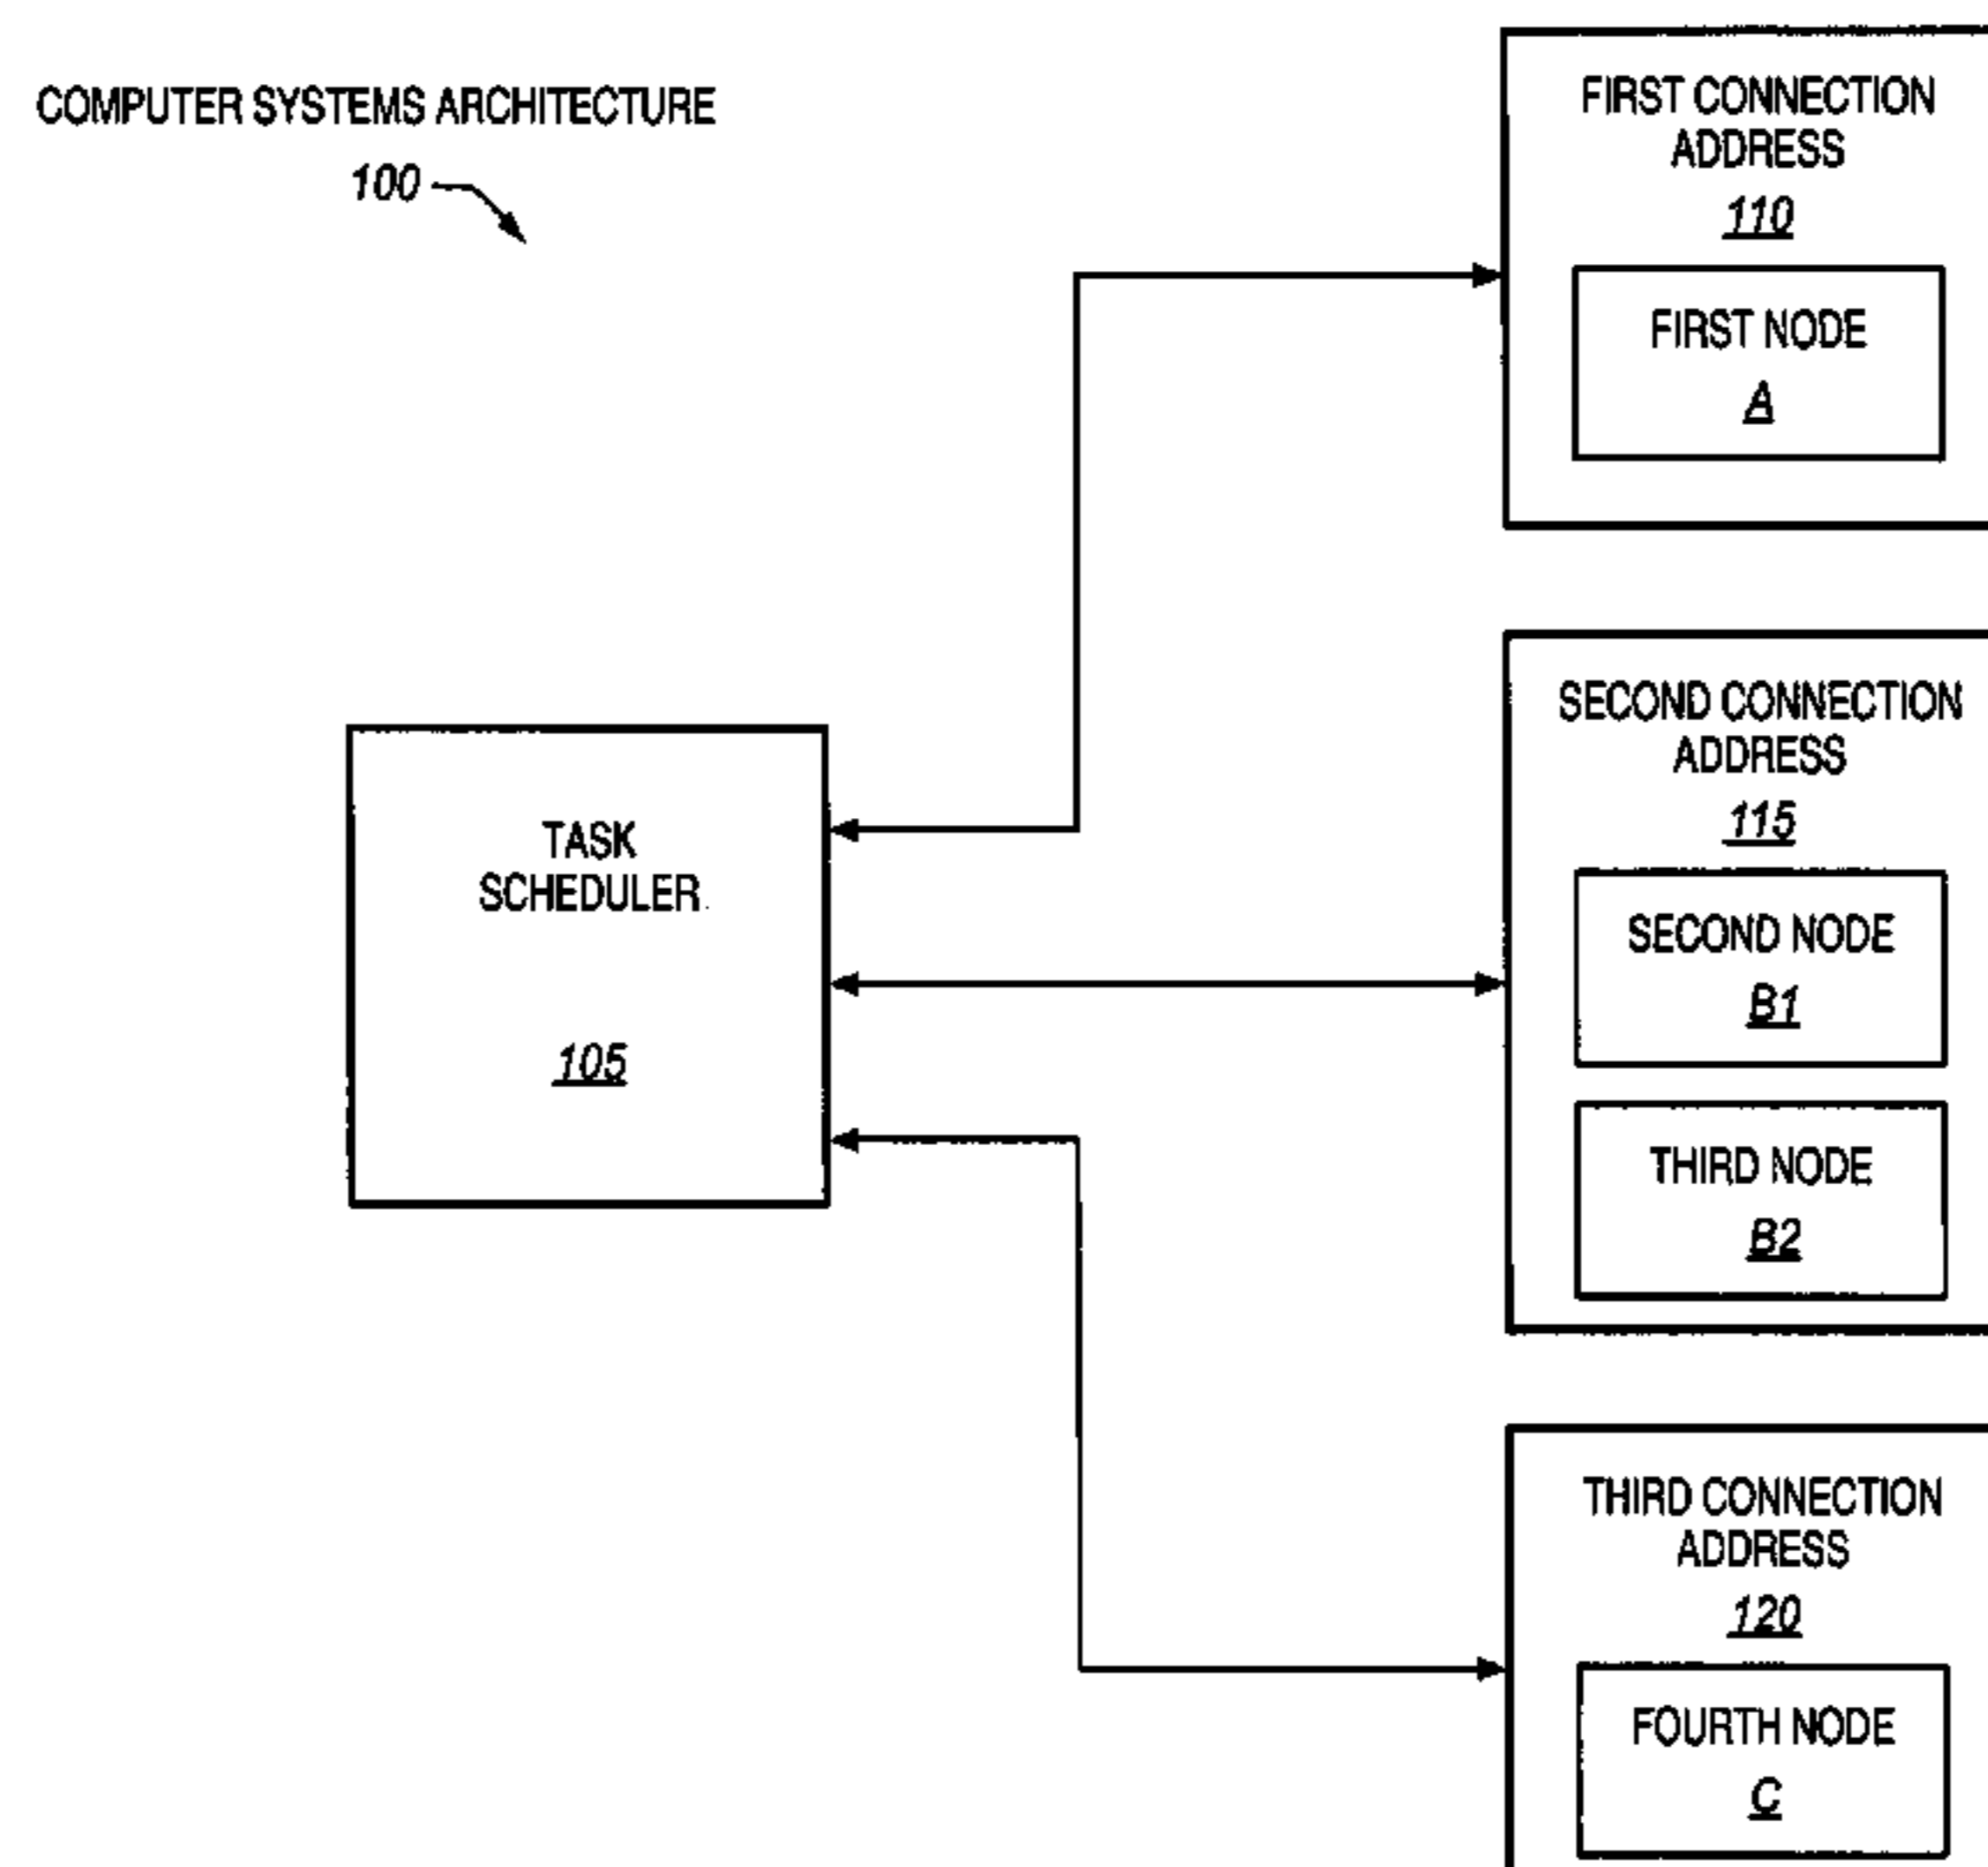 COMPUTER SYSTEMS ARCHITECTURE
100
FIRST CONNECTION
ADDRESS
110
FIRST NODE
A
SECOND CONNECTION
ADDRESS
115
SECOND NODE
B1
THIRD NODE
B2
TASK
SCHEDULER
105
THIRD CONNECTION
ADDRESS
120
FOURTH NODE
C